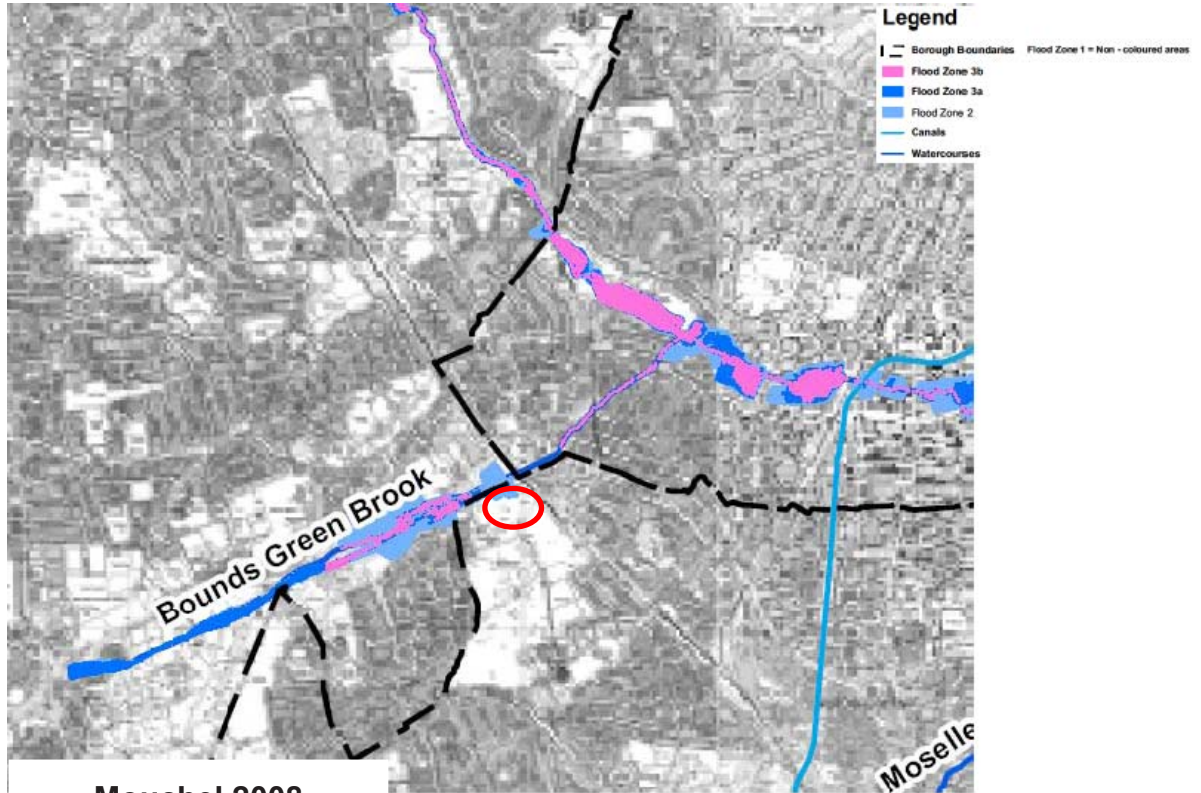 Legend
Borough Boundaries Flood Zone 1 = Non - coloured areas
Flood Zone 3b
Flood Zone 3a
Flood Zone 2
Canals
Watercourses
Bounds Green Brook
Moselle